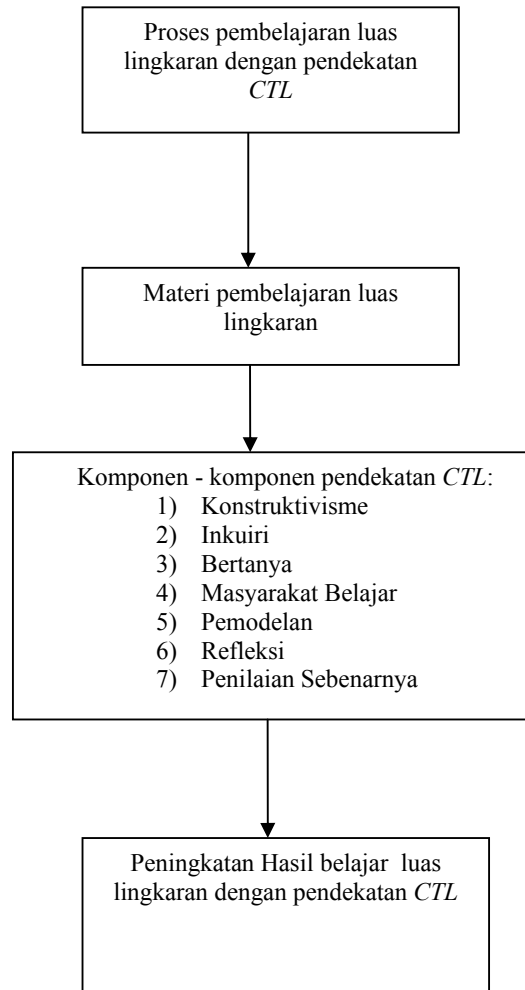 Proses pembelajaran luas
lingkaran dengan pendekatan
CTL
Materi pembelajaran luas
lingkaran
Komponen - komponen pendekatan CTL:
1) Konstruktivisme
2) Inkuiri
3) Bertanya
4) Masyarakat Belajar
5) Pemodelan
6) Refleksi
7) Penilaian Sebenarnya
Peningkatan Hasil belajar luas
lingkaran dengan pendekatan CTL